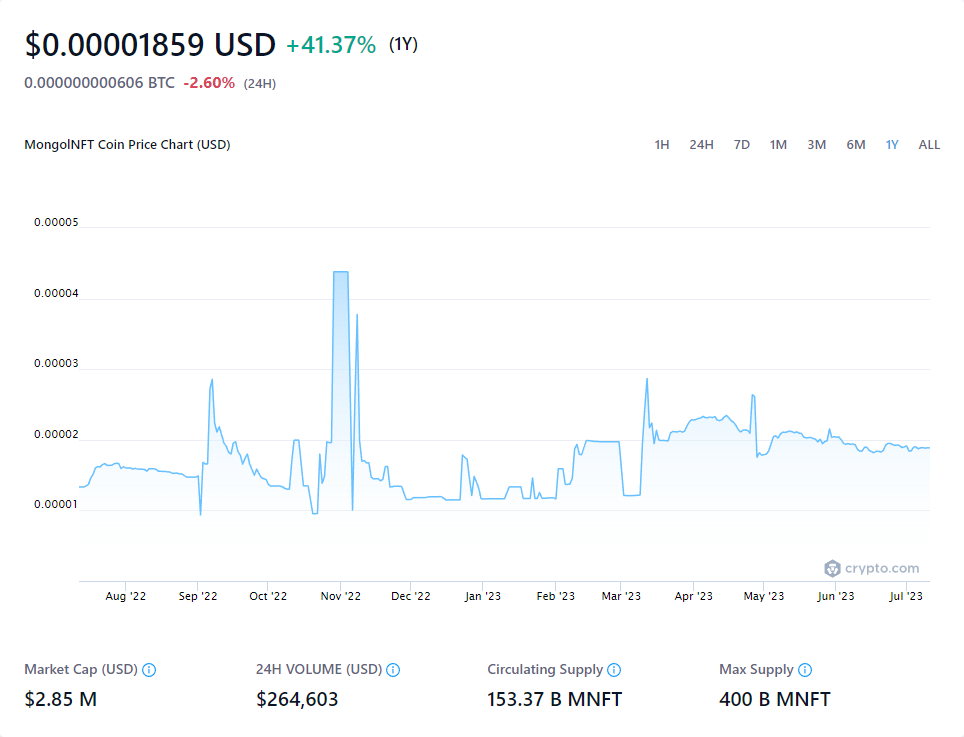 $0.00001859 USD +41.37% (1Y)
0.000000000606 BTC -2.60% (24H)
MongolNFT Coin Price Chart (USD) 1H 24H 7D 1M 3M 6M 1Y ALL
0.00005
0.00004
0.00003
0.00002
0.00001
crypto.com
Aug '22 Sep '22 Oct '22 Nov '22 Dec '22 Jan '23 Feb '23 Mar '23 Apr '23 May '23 Jun '23 Jul '23
Market Cap (USD) 24H VOLUME (USD) Circulating Supply Max Supply
$2.85 M $264,603 153.37 B MNFT 400 B MNFT